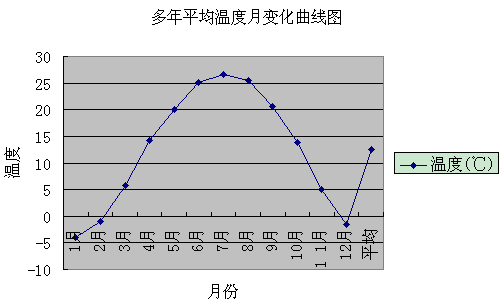 多年平均温度月变化曲线图
30
25
20
15
10
5
0
-5
-10
温度
1月
2月
3月
4月
5月
6月
7月
8月
9月
10月
11月
12月
平均
月份
温度(℃)